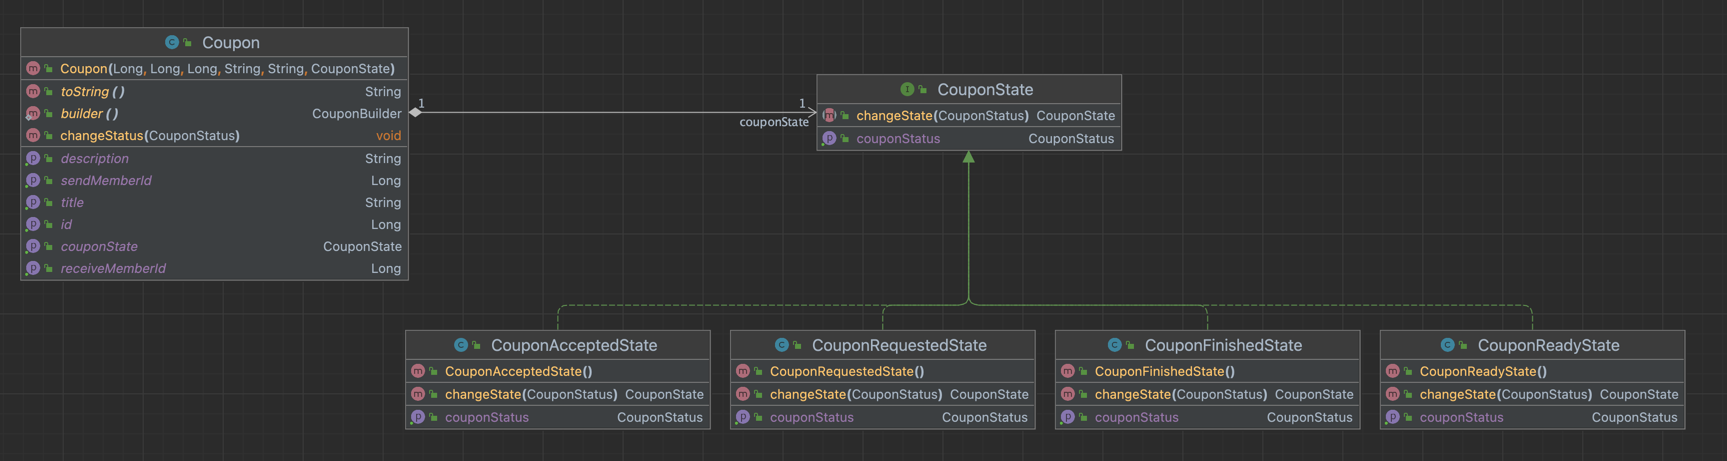 Coupon
Coupon(Long, Long, Long, String, String, CouponState)
toString () String
builder () CouponBuilder
changeStatus(CouponStatus) void
description String
sendMemberId Long
title String
id Long
couponState CouponState
receiveMemberId Long
1
1
couponState
CouponState
changeState(CouponStatus) CouponState
couponStatus CouponStatus
CouponAcceptedState
CouponAcceptedState()
changeState(CouponStatus) CouponState
couponStatus CouponStatus
CouponRequestedState
CouponRequestedState()
changeState(CouponStatus) CouponState
couponStatus CouponStatus
CouponFinishedState
CouponFinishedState()
changeState(CouponStatus) CouponState
couponStatus CouponStatus
CouponReadyState
CouponReadyState()
changeState(CouponStatus) CouponState
couponStatus CouponStatus